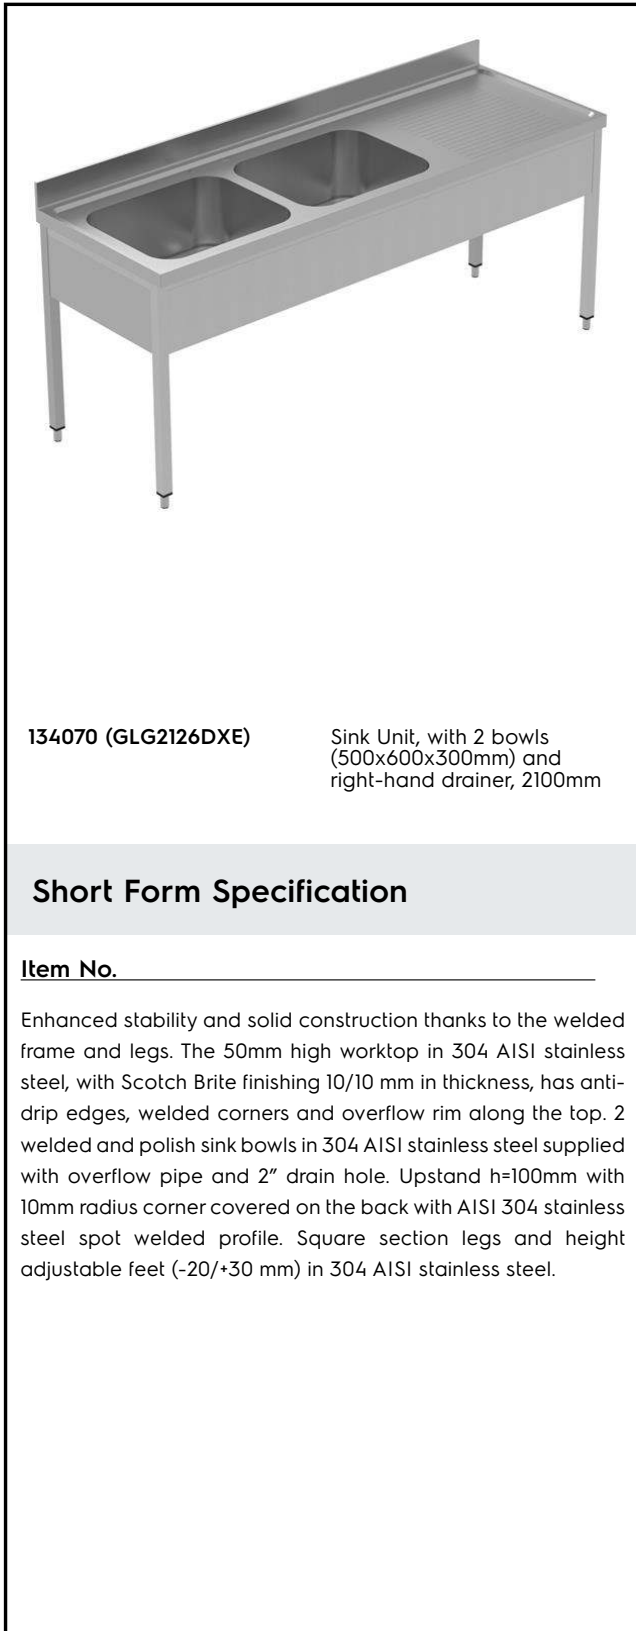 134070 (GLG2126DXE)
Sink Unit, with 2 bowls
(500x600x300mm) and
right-hand drainer, 2100mm
Short Form Specification
Item No.
Enhanced stability and solid construction thanks to the welded
frame and legs. The 50mm high worktop in 304 AISI stainless
steel, with Scotch Brite finishing 10/10 mm in thickness, has anti-
drip edges, welded corners and overflow rim along the top. 2
welded and polish sink bowls in 304 AISI stainless steel supplied
with overflow pipe and 2” drain hole. Upstand h=100mm with
10mm radius corner covered on the back with AISI 304 stainless
steel spot welded profile. Square section legs and height
adjustable feet (-20/+30 mm) in 304 AISI stainless steel.